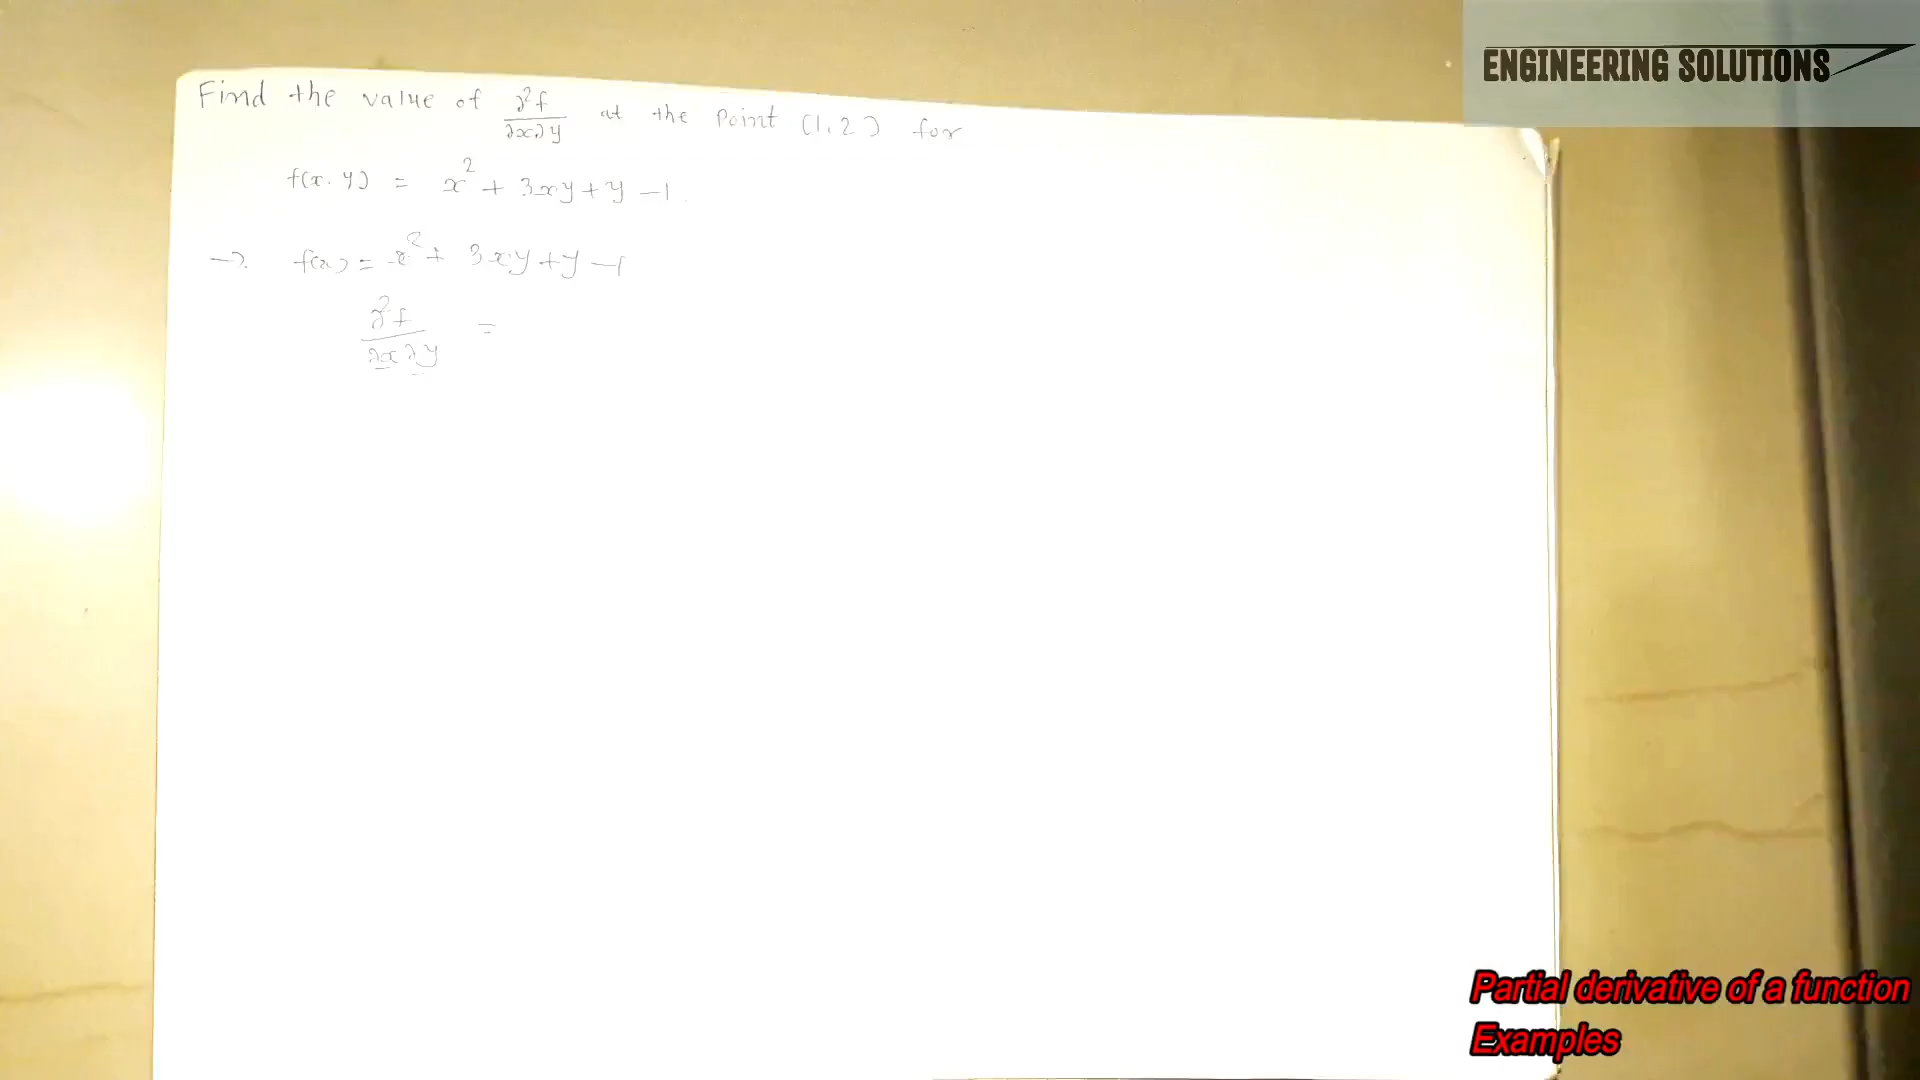 ENGINEERING SOLUTIONS
Find the value of ∂²f/∂x∂y at the point (1,2) for
f(x,y) = x² + 3xy + y - 1.
→ f(x) = x² + 3xy + y - 1
∂²f/∂x∂y =
Partial derivative of a function
Examples